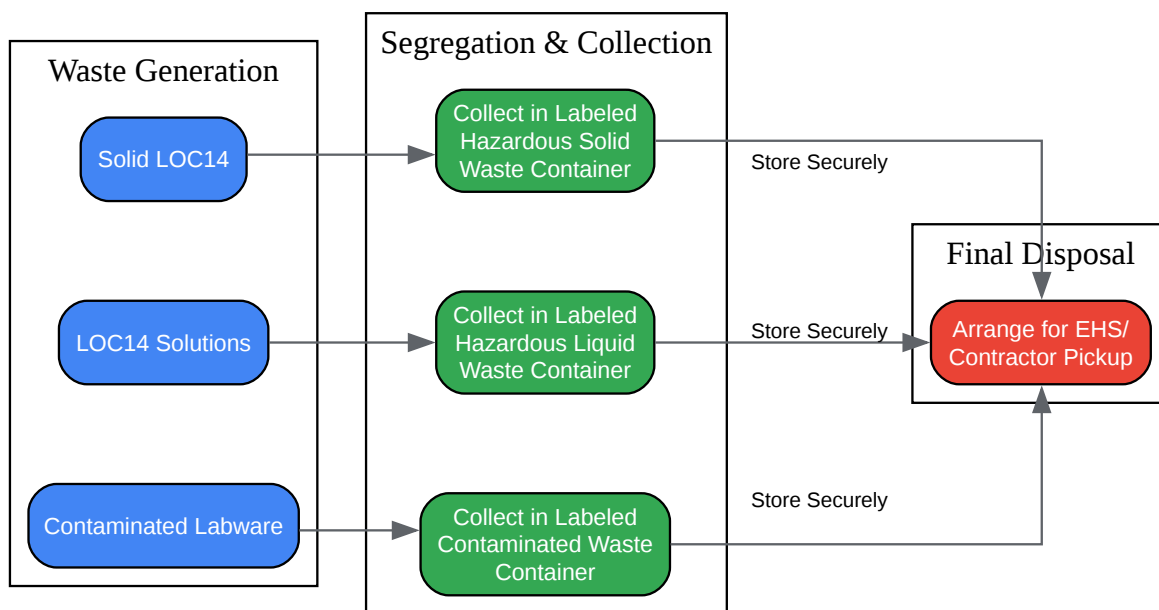 Waste Generation
Solid LOC14
LOC14 Solutions
Contaminated Labware
Segregation & Collection
Collect in Labeled
Hazardous Solid
Waste Container
Collect in Labeled
Hazardous Liquid
Waste Container
Collect in Labeled
Contaminated Waste
Container
Store Securely
Store Securely
Store Securely
Final Disposal
Arrange for EHS/
Contractor Pickup